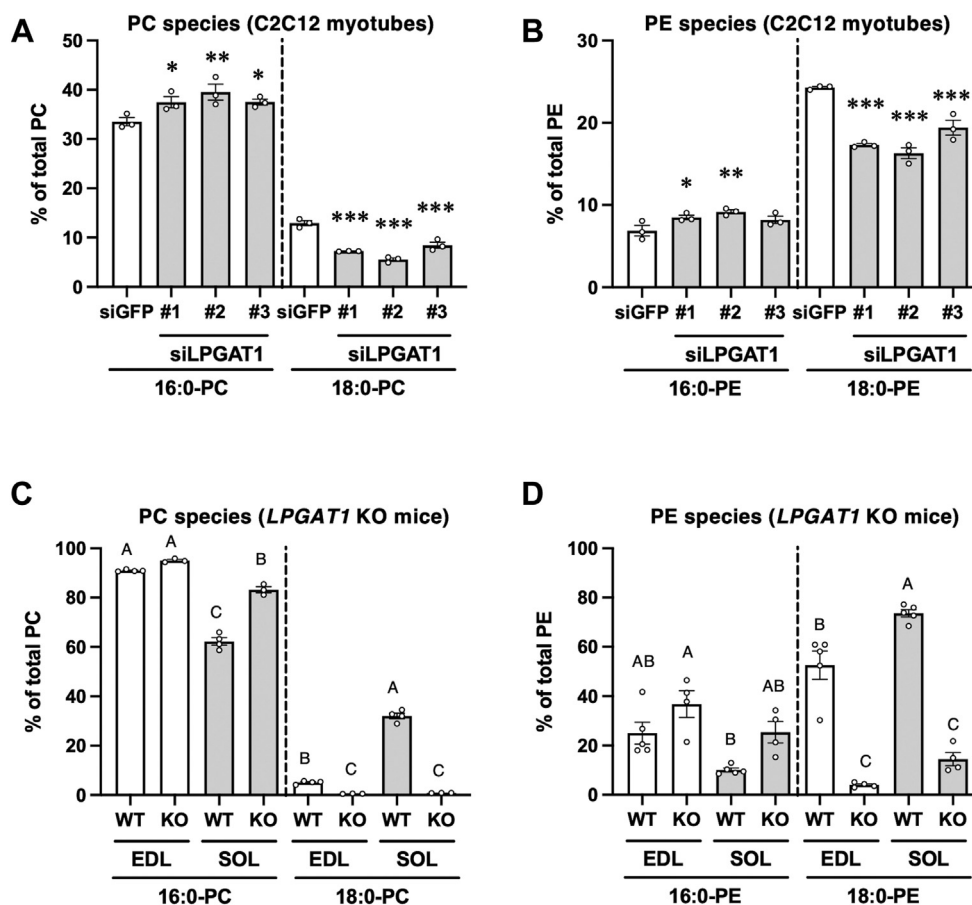 A
PC species (C2C12 myotubes)
% of total PC
50
40
30
20
10
0
* ** * *** *** ***
siGFP #1 #2 #3 siGFP #1 #2 #3
siLPGAT1 siLPGAT1
16:0-PC 18:0-PC
B
PE species (C2C12 myotubes)
% of total PE
30
20
10
0
* ** *** *** ***
siGFP #1 #2 #3 siGFP #1 #2 #3
siLPGAT1 siLPGAT1
16:0-PE 18:0-PE
C
PC species (LPGAT1 KO mice)
% of total PC
100
80
60
40
20
0
A A C B B C A C
WT KO WT KO WT KO WT KO
EDL SOL EDL SOL
16:0-PC 18:0-PC
D
PE species (LPGAT1 KO mice)
% of total PE
100
80
60
40
20
0
AB A B AB B C A C
WT KO WT KO WT KO WT KO
EDL SOL EDL SOL
16:0-PE 18:0-PE